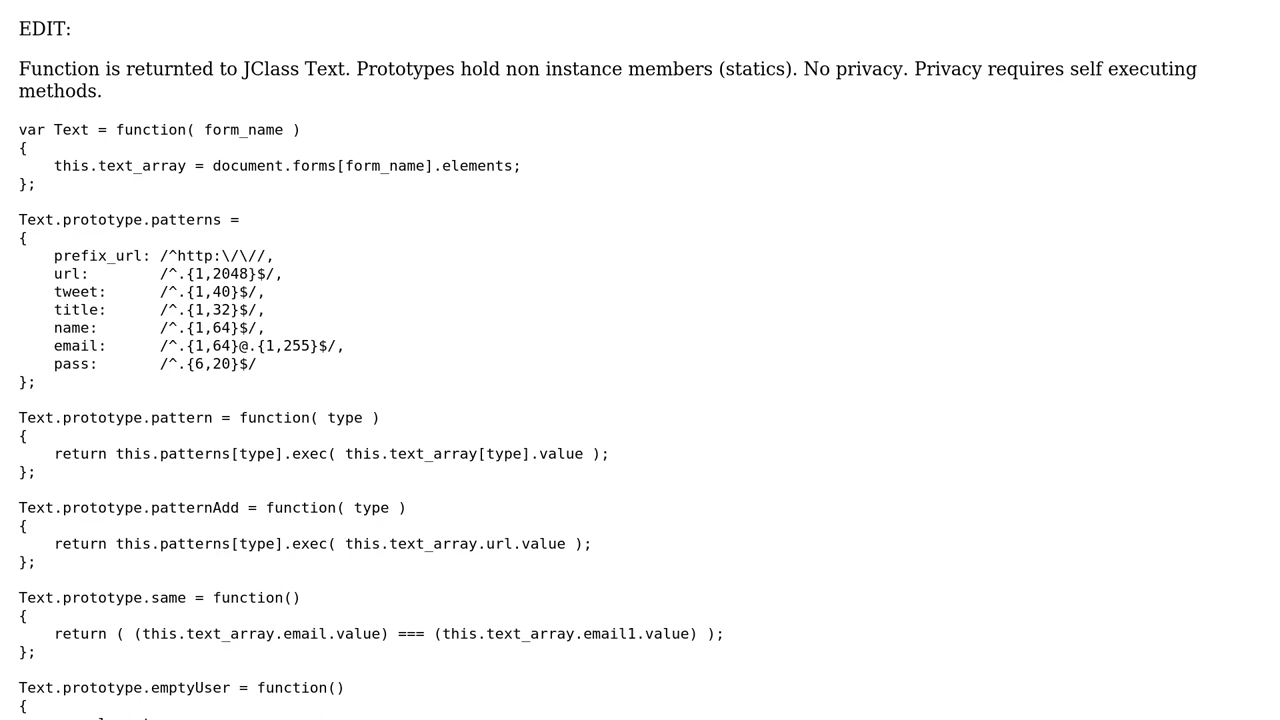 EDIT:
Function is returnted to JClass Text. Prototypes hold non instance members (statics). No privacy. Privacy requires self executing
methods.
var Text = function( form_name )
{
    this.text_array = document.forms[form_name].elements;
};
Text.prototype.patterns =
{
    prefix_url: /^http:\/\//,
    url:        /^.{1,2048}$/,
    tweet:      /^.{1,40}$/,
    title:      /^.{1,32}$/,
    name:       /^.{1,64}$/,
    email:      /^.{1,64}@.{1,255}$/,
    pass:       /^.{6,20}$/
};
Text.prototype.pattern = function( type )
{
    return this.patterns[type].exec( this.text_array[type].value );
};
Text.prototype.patternAdd = function( type )
{
    return this.patterns[type].exec( this.text_array.url.value );
};
Text.prototype.same = function()
{
    return ( (this.text_array.email.value) === (this.text_array.email1.value) );
};
Text.prototype.emptyUser = function()
{